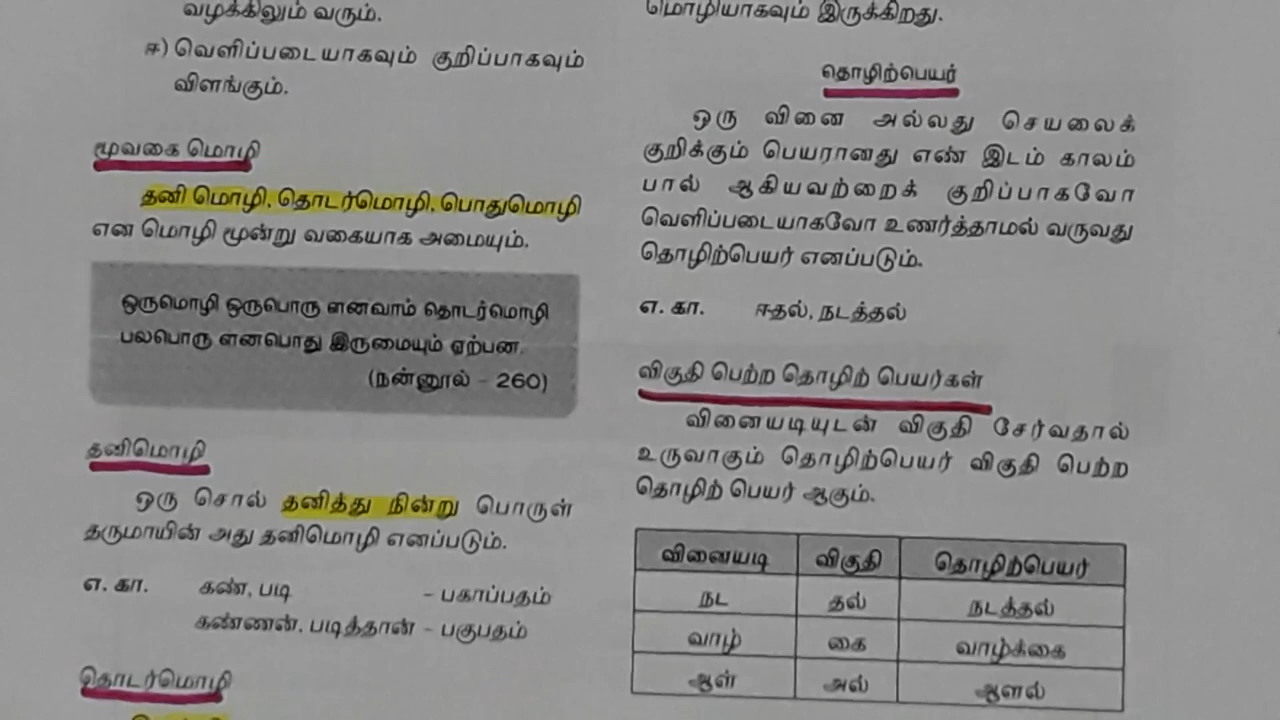 வழக்கிலும் வரும்.
ஈ) வெளிப்படையாகவும் குறிப்பாகவும்
விளங்கும்.
மூவகை மொழி
தனி மொழி, தொடர்மொழி, பொதுமொழி
என மொழி மூன்று வகையாக அமையும்.
ஒருமொழி ஒருபொரு ளனவாம் தொடர்மொழி
பலபொரு ளனபொது இருமையும் ஏற்பன.
(நன்னூல் - 260)
தனிமொழி
ஒரு சொல் தனித்து நின்று பொருள்
தருமாயின் அது தனிமொழி எனப்படும்.
எ. கா. கண், படி – பகாப்பதம்
கண்ணன், படித்தான் – பகுபதம்
தொடர்மொழி
மொழியாகவும் இருக்கிறது.
தொழிற்பெயர்
ஒரு வினை அல்லது செயலைக்
குறிக்கும் பெயரானது எண் இடம் காலம்
பால் ஆகியவற்றைக் குறிப்பாகவோ
வெளிப்படையாகவோ உணர்த்தாமல் வருவது
தொழிற்பெயர் எனப்படும்.
எ. கா. ஈதல், நடத்தல்
விகுதி பெற்ற தொழிற் பெயர்கள்
வினையடியுடன் விகுதி சேர்வதால்
உருவாகும் தொழிற்பெயர் விகுதி பெற்ற
தொழிற் பெயர் ஆகும்.
வினையடி விகுதி தொழிற்பெயர்
நட தல் நடத்தல்
வாழ் கை வாழ்க்கை
ஆள் அல் ஆளல்